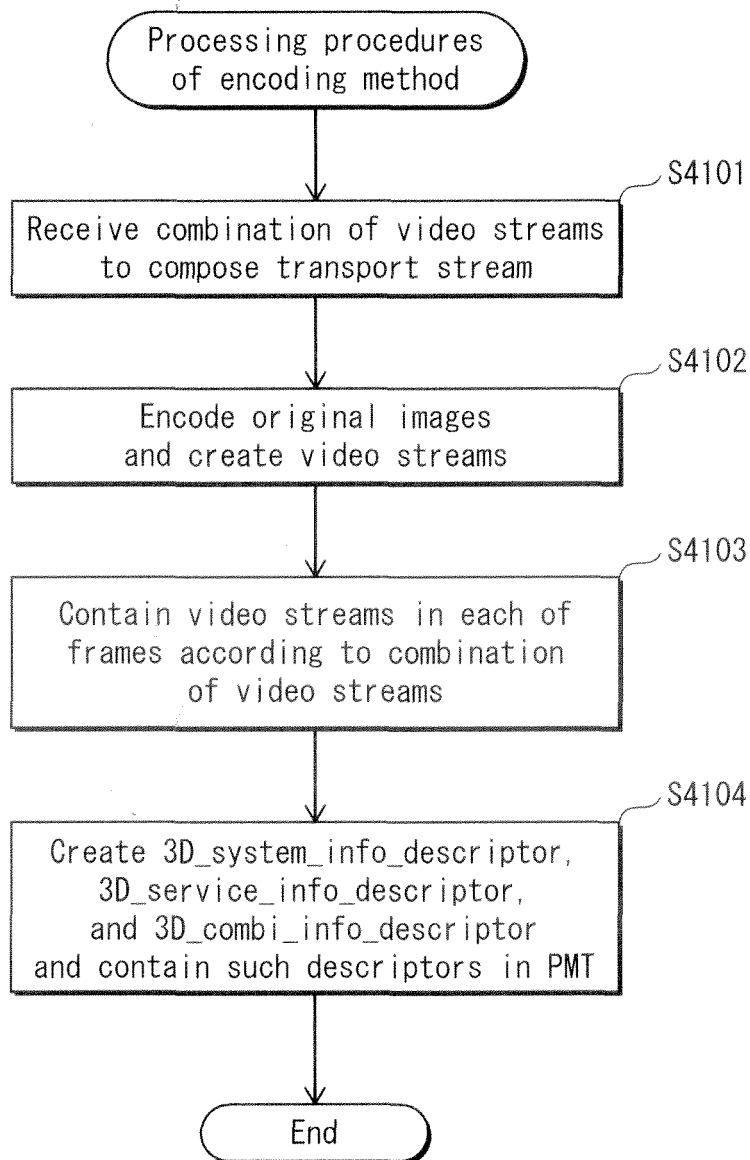 Processing procedures
of encoding method
S4101
Receive combination of video streams
to compose transport stream
S4102
Encode original images
and create video streams
S4103
Contain video streams in each of
frames according to combination
of video streams
S4104
Create 3D_system_info_descriptor,
3D_service_info_descriptor,
and 3D_combi_info_descriptor
and contain such descriptors in PMT
End